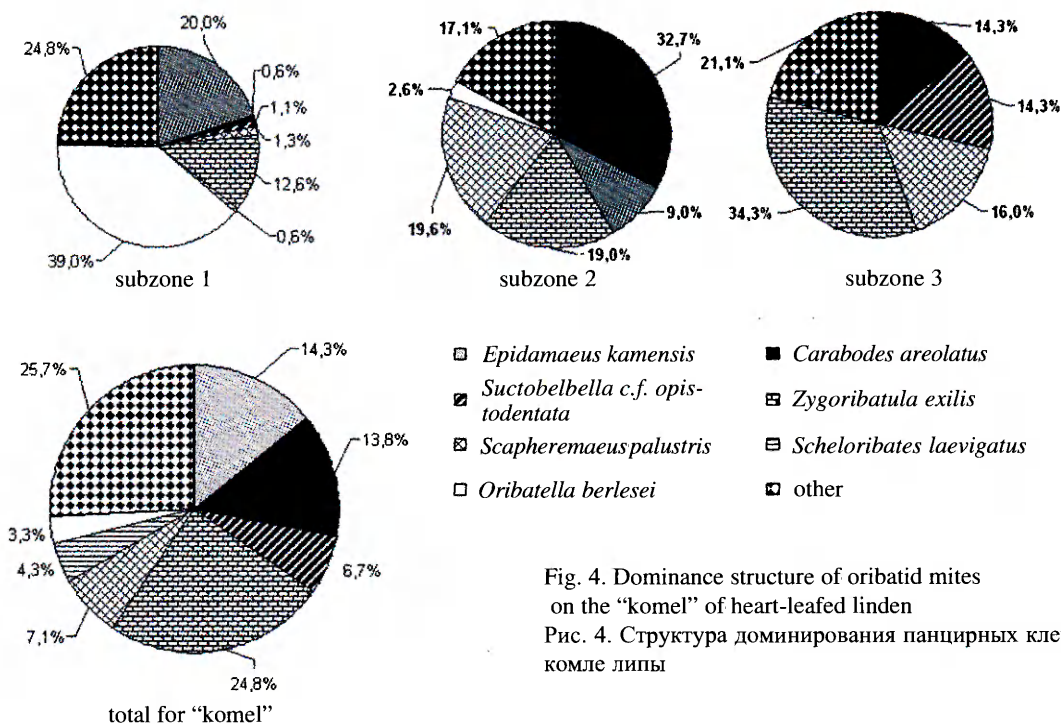 24,8%
20,0%
0,6%
1,1%
1,3%
12,6%
0,6%
39,0%
subzone 1
17,1%
32,7%
2,6%
19,6%
9,0%
19,0%
subzone 2
14,3%
21,1%
14,3%
34,3%
16,0%
subzone 3
25,7%
14,3%
13,8%
3,3%
4,3%
6,7%
7,1%
24,8%
total for “komel”
Epidamaeus kamensis
Carabodes areolatus
Suctobelbella c.f. opis-
todentata
Zygoribatula exilis
Scapheremaeus palustris
Scheloribates laevigatus
Oribatella berlesei
other
Fig. 4. Dominance structure of oribatid mites
on the “komel” of heart-leafed linden
Рис. 4. Структура доминирования панцирных кле
комле липы